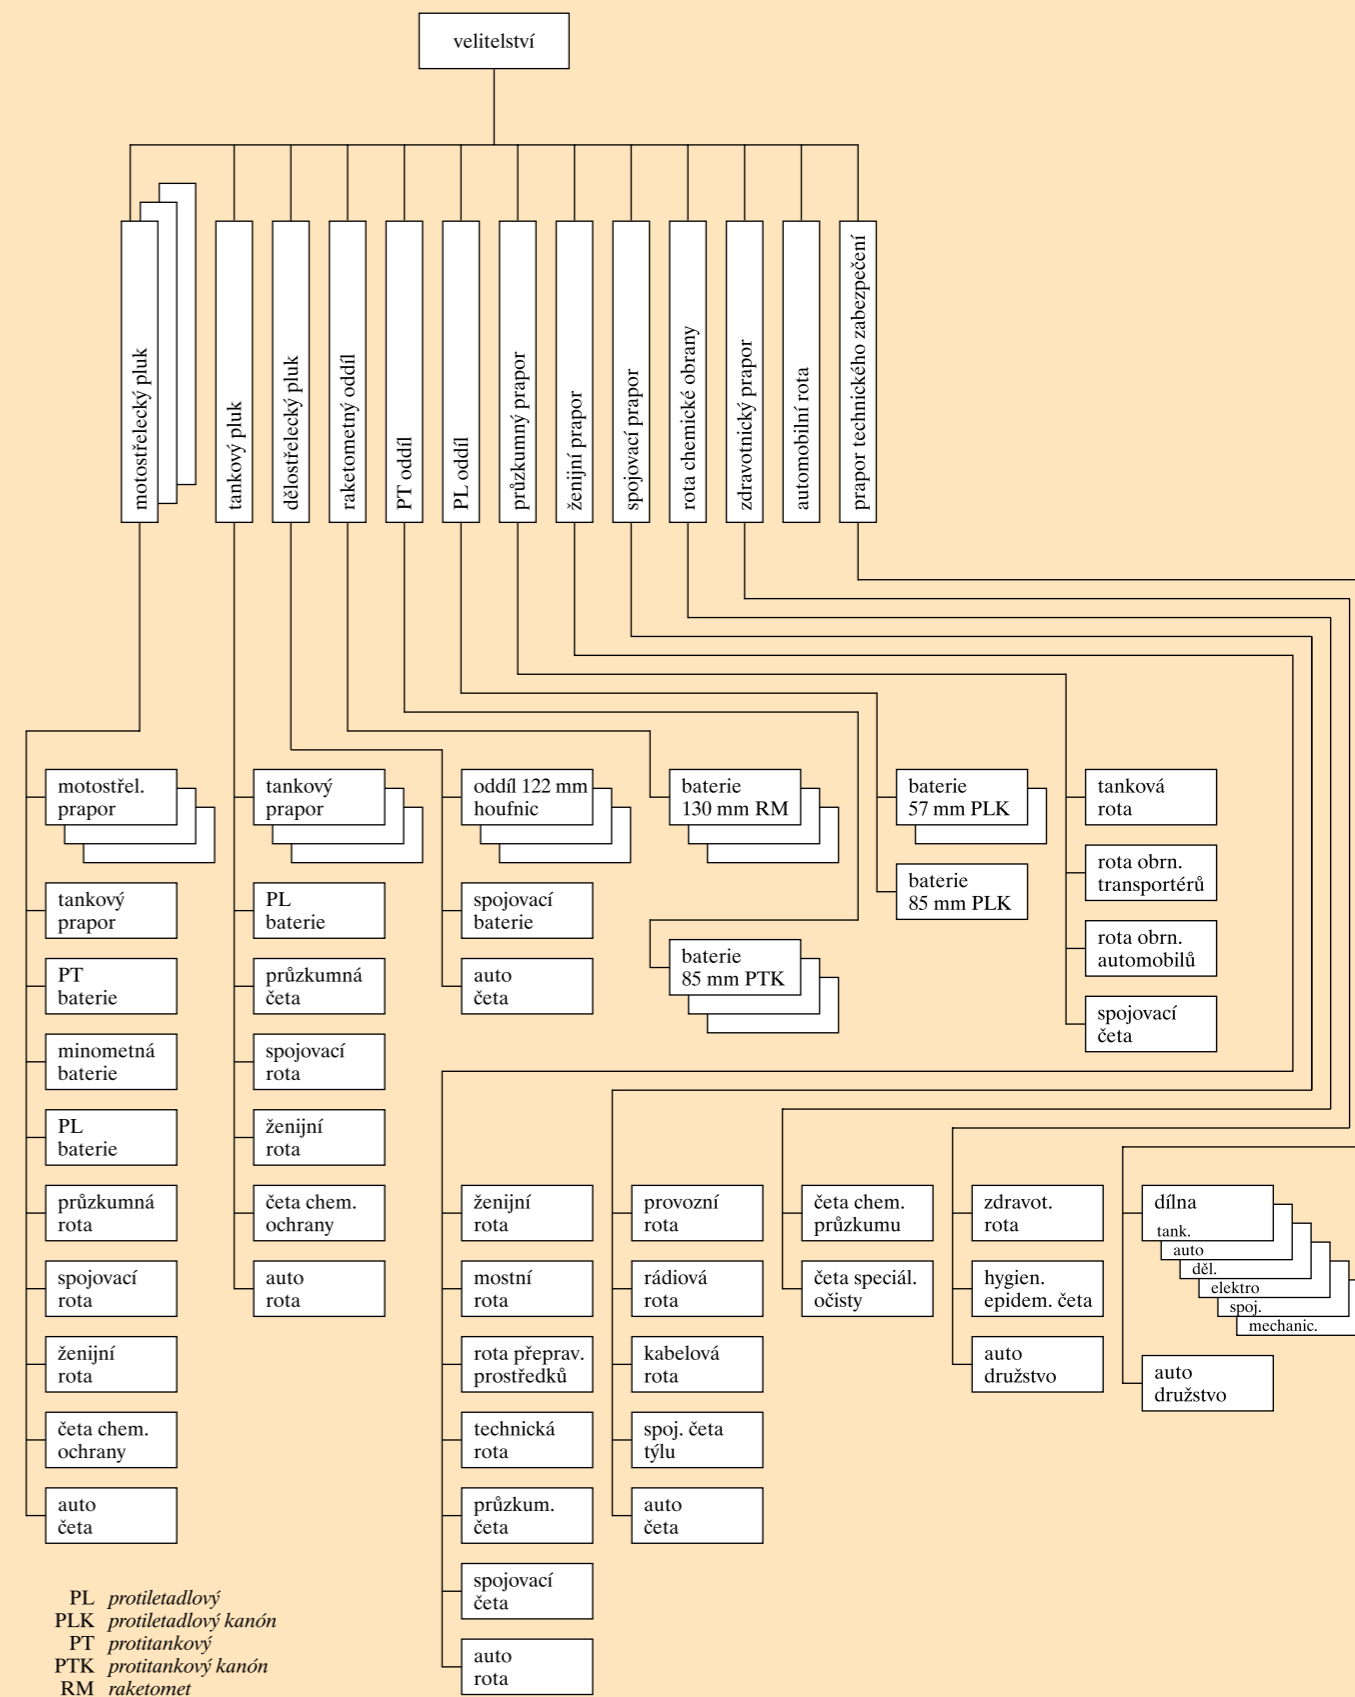 velitelství
motostřelecký pluk
tankový pluk
dělostřelecký pluk
raketometný oddíl
PT oddíl
PL oddíl
průzkumný prapor
ženijní prapor
spojovací prapor
rota chemické obrany
zdravotnický prapor
automobilní rota
prapor technického zabezpečení
motostřel.
prapor
tankový
prapor
PT
baterie
minometná
baterie
PL
baterie
průzkumná
rota
spojovací
rota
ženijní
rota
četa chem.
ochrany
auto
četa
tankový
prapor
PL
baterie
průzkumná
četa
spojovací
rota
ženijní
rota
četa chem.
ochrany
auto
rota
oddíl 122 mm
houfnic
spojovací
baterie
auto
četa
baterie
130 mm RM
baterie
85 mm PTK
baterie
57 mm PLK
baterie
85 mm PLK
tanková
rota
rota obrn.
transportérů
rota obrn.
automobilů
spojovací
četa
ženijní
rota
mostní
rota
rota přeprav.
prostředků
technická
rota
průzkum.
četa
spojovací
četa
auto
rota
provozní
rota
rádiová
rota
kabelová
rota
spoj. četa
týlu
auto
četa
četa chem.
průzkumu
četa speciál.
očisty
zdravot.
rota
hygien.
epidem. četa
auto
družstvo
dílna
tank.
auto
děl.
elektro
spoj.
mechanic.
auto
družstvo
PL protiletadlový
PLK protiletadlový kanón
PT protitankový
PTK protitankový kanón
RM raketomet